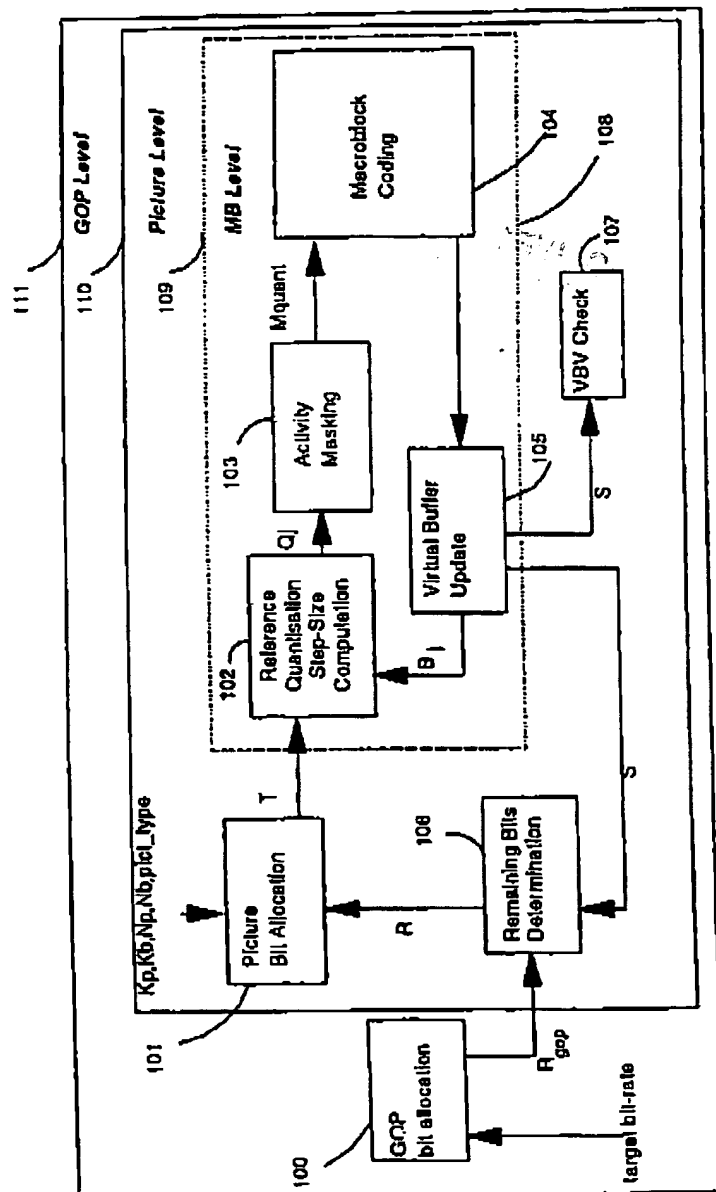 111
GOP Level
110
Picture Level
109
MB Level
Kp,Kb,Np,Nb,pict_type
101
Picture
Bit Allocation
T
102
Reference
Quantisation
Step-Size
Computation
Qj
103
Activity
Masking
Mquant
Macroblock
Coding
104
108
Bj
Virtual Buffer
Update
105
S
VBV Check
107
S
106
Remaining Bits
Determination
R
100
GOP
bit allocation
Rgop
target bit-rate